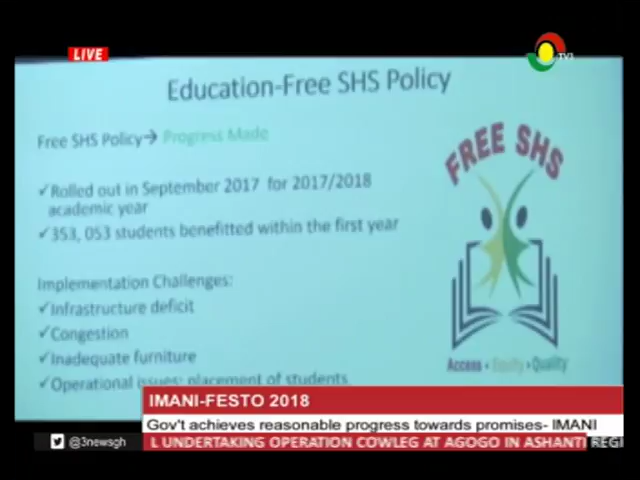 LIVE
TV3
Education-Free SHS Policy
Free SHS Policy→ Progress Made
✓Rolled out in September 2017 for 2017/2018
academic year
✓353, 053 students benefitted within the first year
Implementation Challenges:
✓Infrastructure deficit
✓Congestion
✓Inadequate furniture
✓Operational issues: placement of students
FREE SHS
Access • Equity • Quality
IMANI-FESTO 2018
Gov't achieves reasonable progress towards promises- IMANI
@3newsgh
L UNDERTAKING OPERATION COWLEG AT AGOGO IN ASHANTI REGI